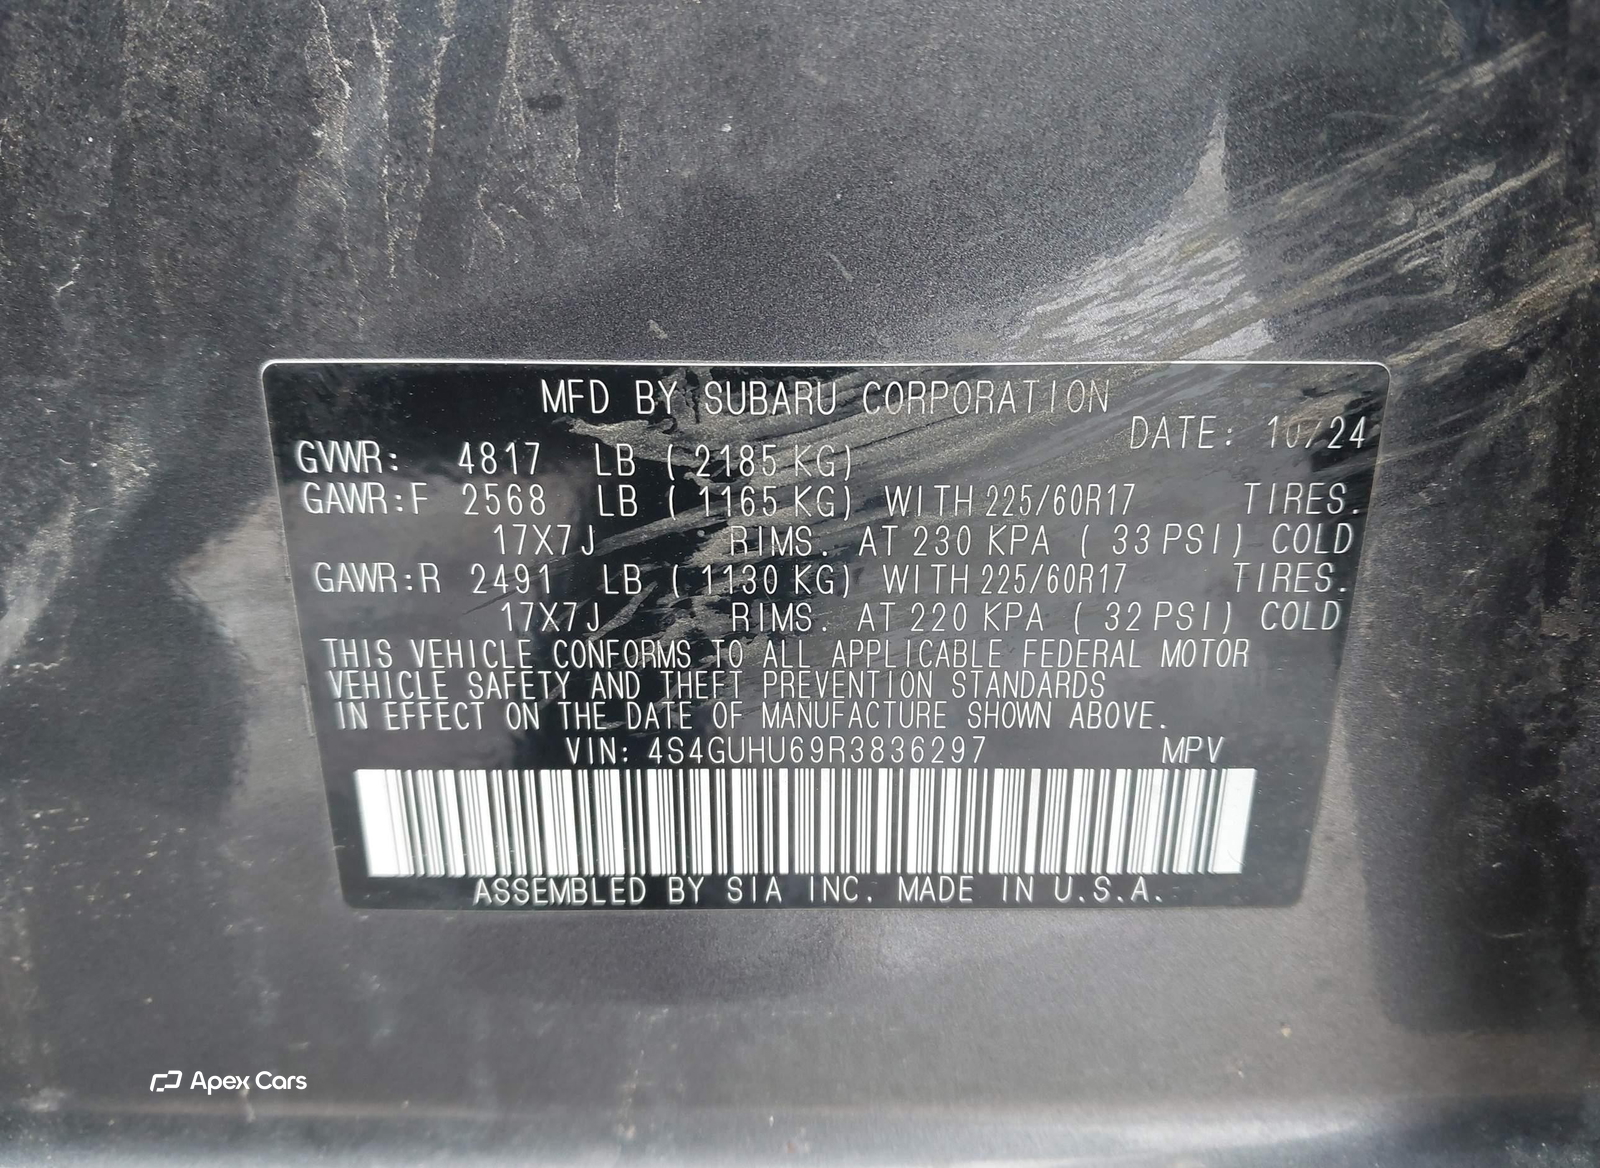 MFD BY SUBARU CORPORATION
DATE: 10/24
GVWR: 4817 LB (2185 KG)
GAWR:F 2568 LB (1165 KG) WITH 225/60R17 TIRES.
17X7J RIMS. AT 230 KPA (33 PSI) COLD
GAWR:R 2491 LB (1130 KG) WITH 225/60R17 TIRES.
17X7J RIMS. AT 220 KPA (32 PSI) COLD
THIS VEHICLE CONFORMS TO ALL APPLICABLE FEDERAL MOTOR
VEHICLE SAFETY AND THEFT PREVENTION STANDARDS
IN EFFECT ON THE DATE OF MANUFACTURE SHOWN ABOVE.
VIN: 4S4GUHU69R3836297 MPV
ASSEMBLED BY SIA INC. MADE IN U.S.A.
Apex Cars